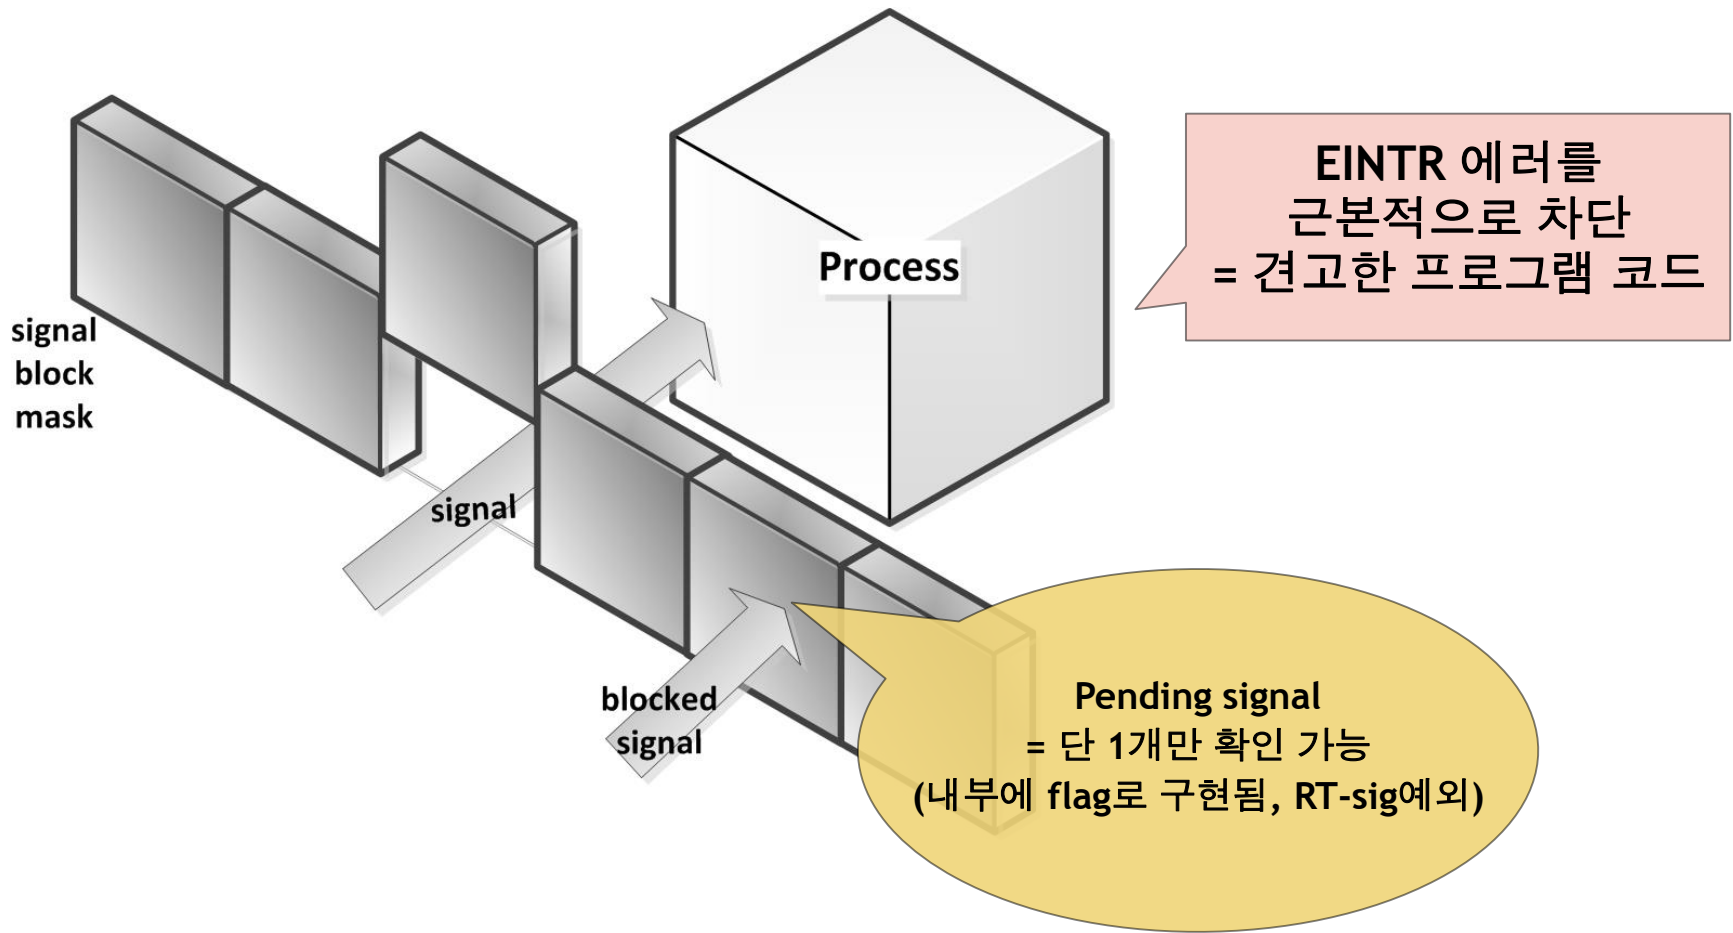 signal
block
mask
signal
blocked
signal
Process
EINTR 에러를
근본적으로 차단
= 견고한 프로그램 코드
Pending signal
= 단 1개만 확인 가능
(내부에 flag로 구현됨, RT-sig예외)